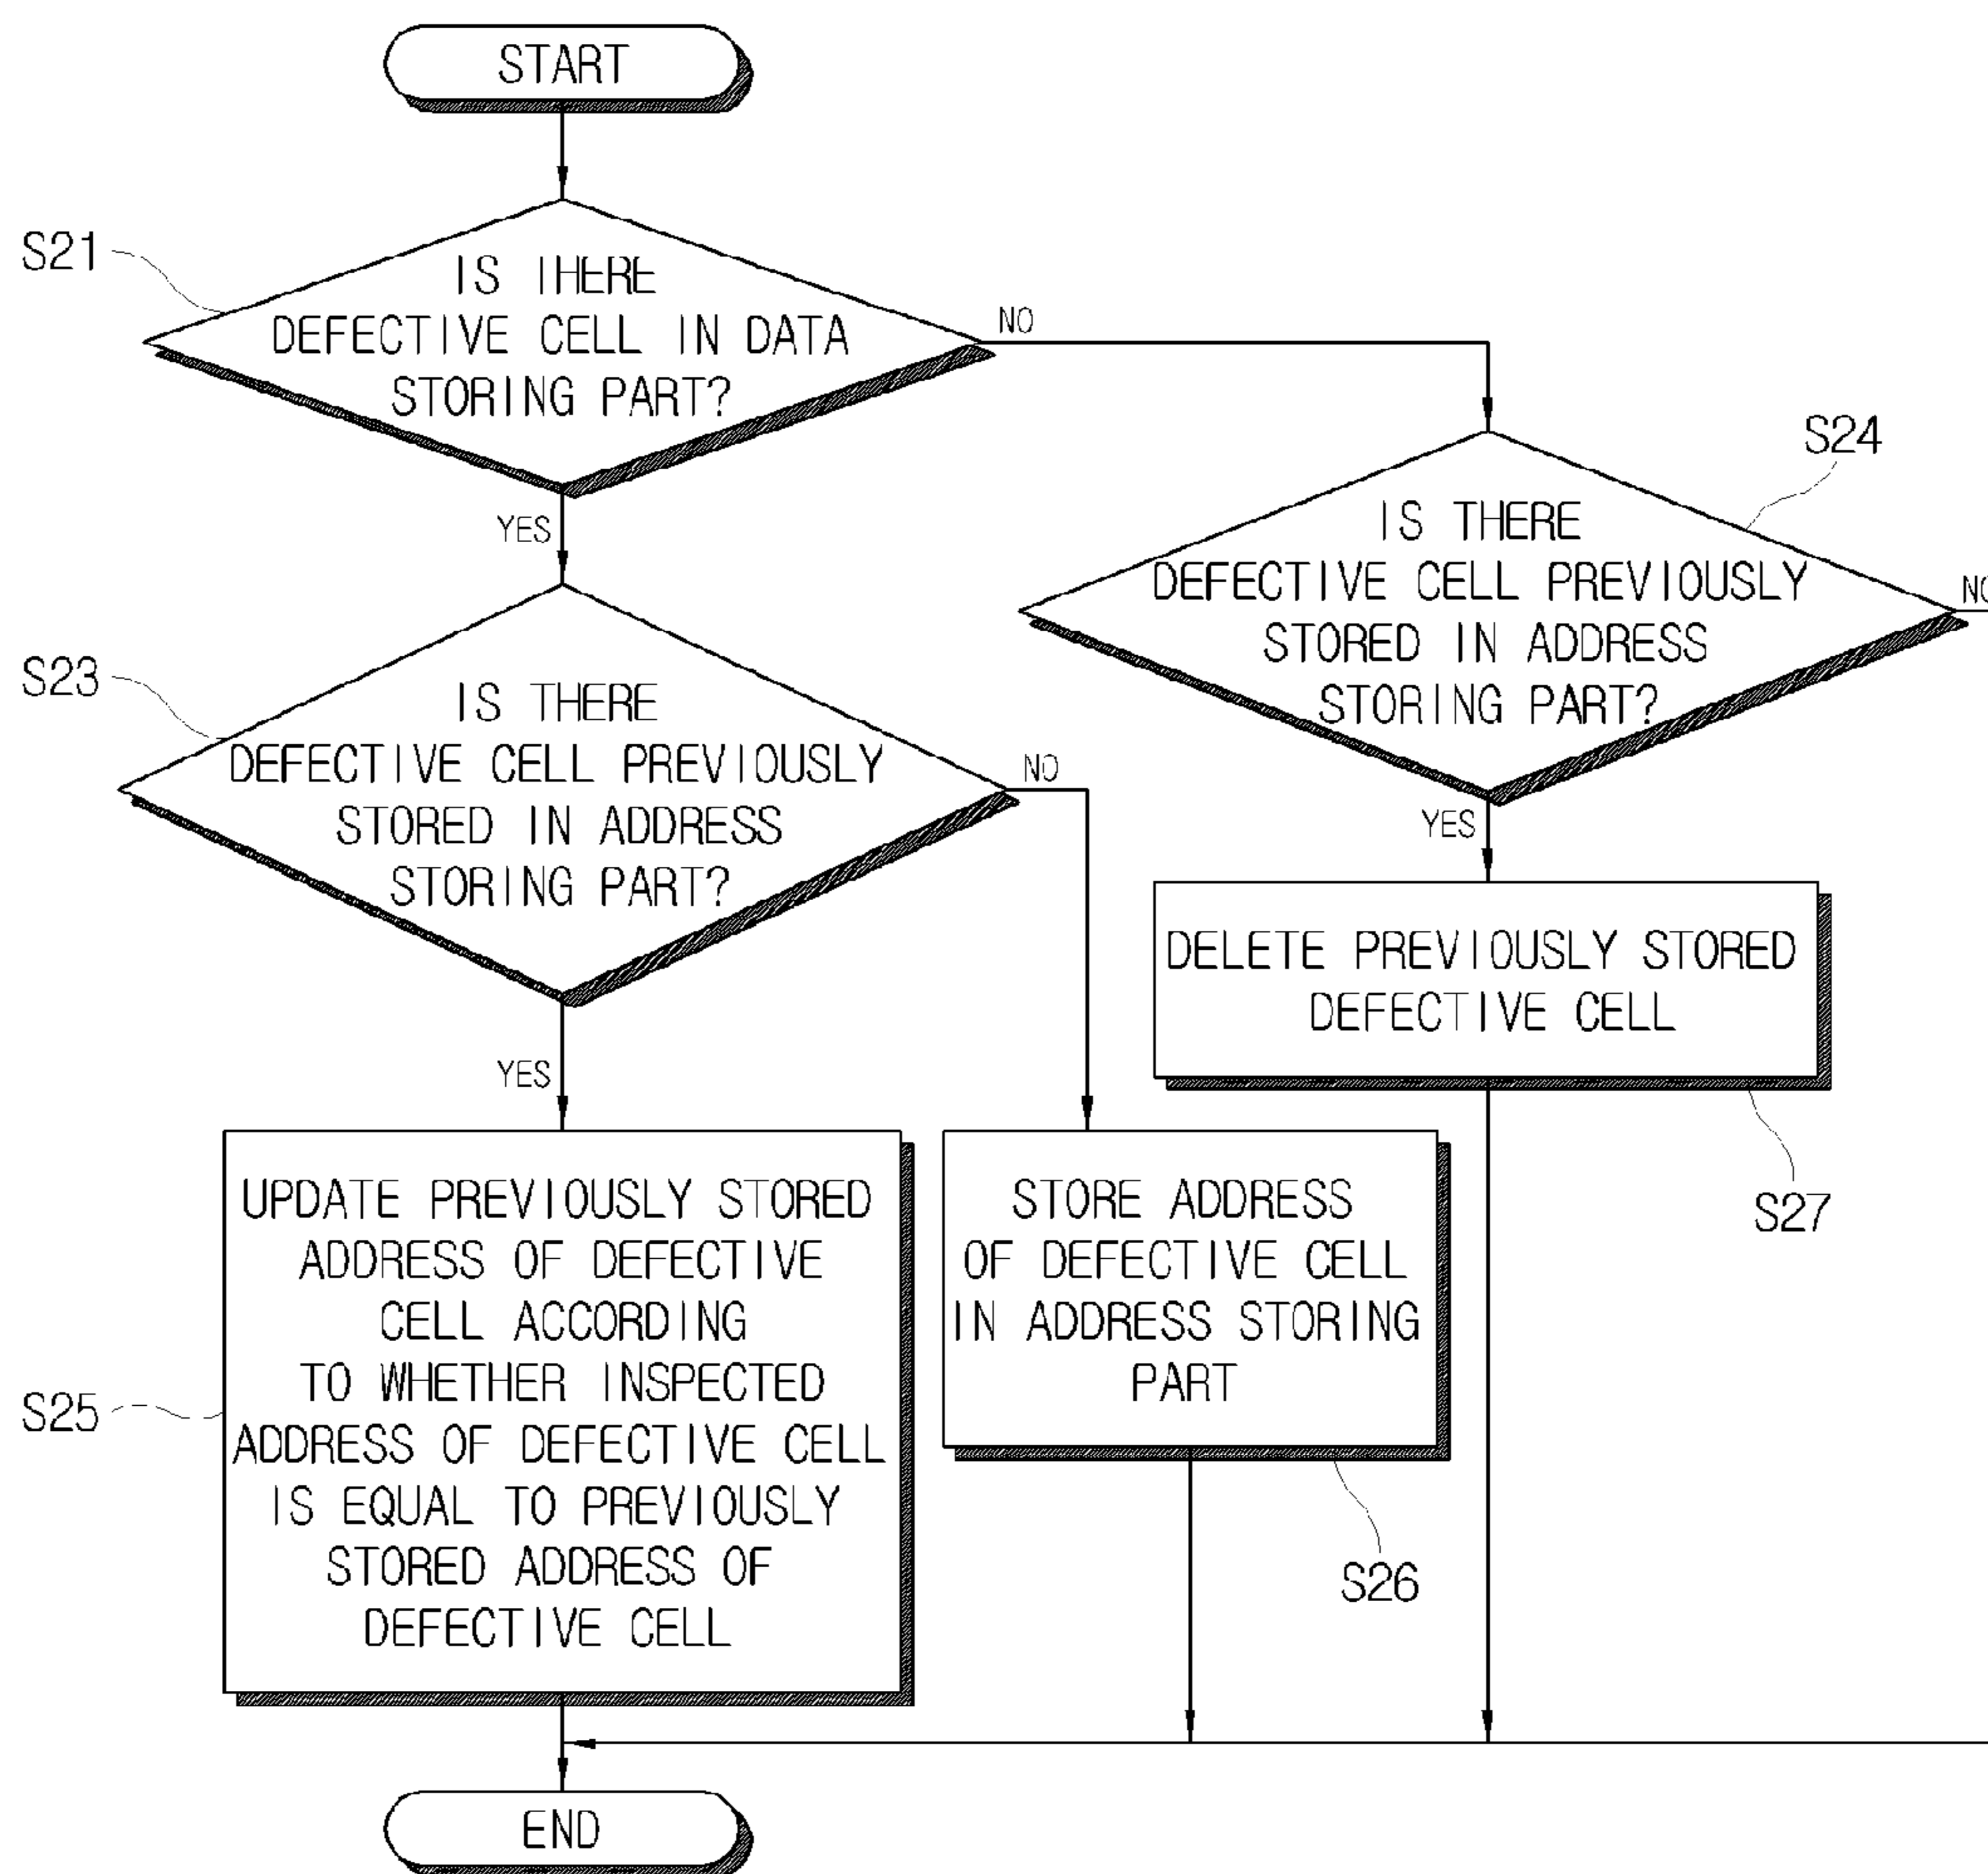 START
S21
IS THERE
DEFECTIVE CELL IN DATA
STORING PART?
NO
YES
S24
IS THERE
DEFECTIVE CELL PREVIOUSLY
STORED IN ADDRESS
STORING PART?
NO
YES
S23
IS THERE
DEFECTIVE CELL PREVIOUSLY
STORED IN ADDRESS
STORING PART?
NO
YES
DELETE PREVIOUSLY STORED
DEFECTIVE CELL
S27
UPDATE PREVIOUSLY STORED
ADDRESS OF DEFECTIVE
CELL ACCORDING
TO WHETHER INSPECTED
ADDRESS OF DEFECTIVE CELL
IS EQUAL TO PREVIOUSLY
STORED ADDRESS OF
DEFECTIVE CELL
S25
STORE ADDRESS
OF DEFECTIVE CELL
IN ADDRESS STORING
PART
S26
END